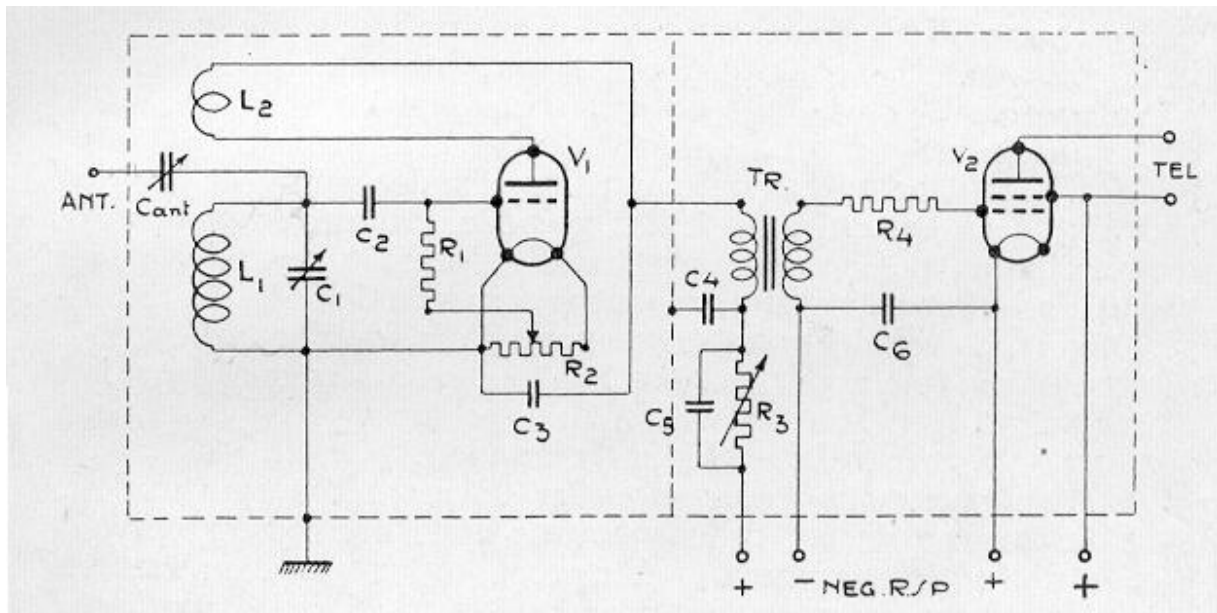 L2
V1
V2
TEL
ANT.
Cant
C2
R1
TR.
R4
L1
C1
C4
R2
C6
C3
C5
R3
+ - NEG. RSP + +